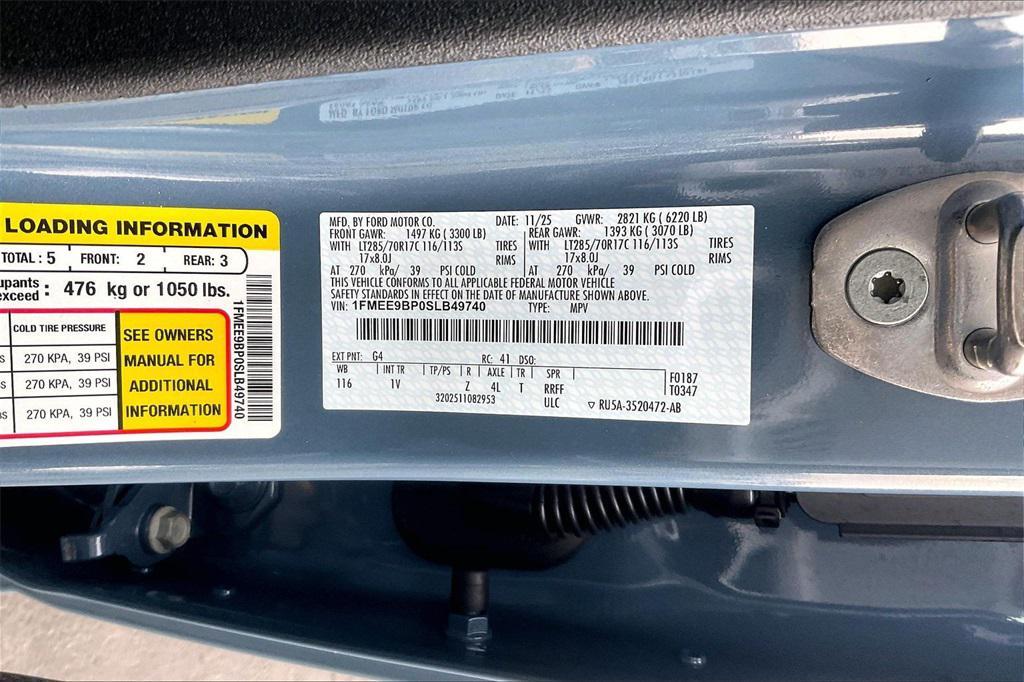 LOADING INFORMATION
TOTAL: 5 FRONT: 2 REAR: 3
upants
exceed : 476 kg or 1050 lbs.
COLD TIRE PRESSURE
270 KPA, 39 PSI
270 KPA, 39 PSI
270 KPA, 39 PSI
SEE OWNERS
MANUAL FOR
ADDITIONAL
INFORMATION
1FMEE9BP0SLB49740
MFD. BY FORD MOTOR CO. DATE: 11/25 GVWR: 2821 KG ( 6220 LB)
FRONT GAWR: 1497 KG ( 3300 LB) REAR GAWR: 1393 KG ( 3070 LB)
WITH LT285/70R17C 116/113S TIRES WITH LT285/70R17C 116/113S TIRES
17x8.0J RIMS 17x8.0J RIMS
AT 270 kPa/ 39 PSI COLD AT 270 kPa/ 39 PSI COLD
THIS VEHICLE CONFORMS TO ALL APPLICABLE FEDERAL MOTOR VEHICLE
SAFETY STANDARDS IN EFFECT ON THE DATE OF MANUFACTURE SHOWN ABOVE.
VIN: 1FMEE9BP0SLB49740 TYPE: MPV
EXT PNT: G4 RC: 41 DSO:
WB INT TR TP/PS R AXLE TR SPR F0187
116 1V Z 4L T RRFF T0347
3202511082953 ULC ▽ RU5A-3520472-AB